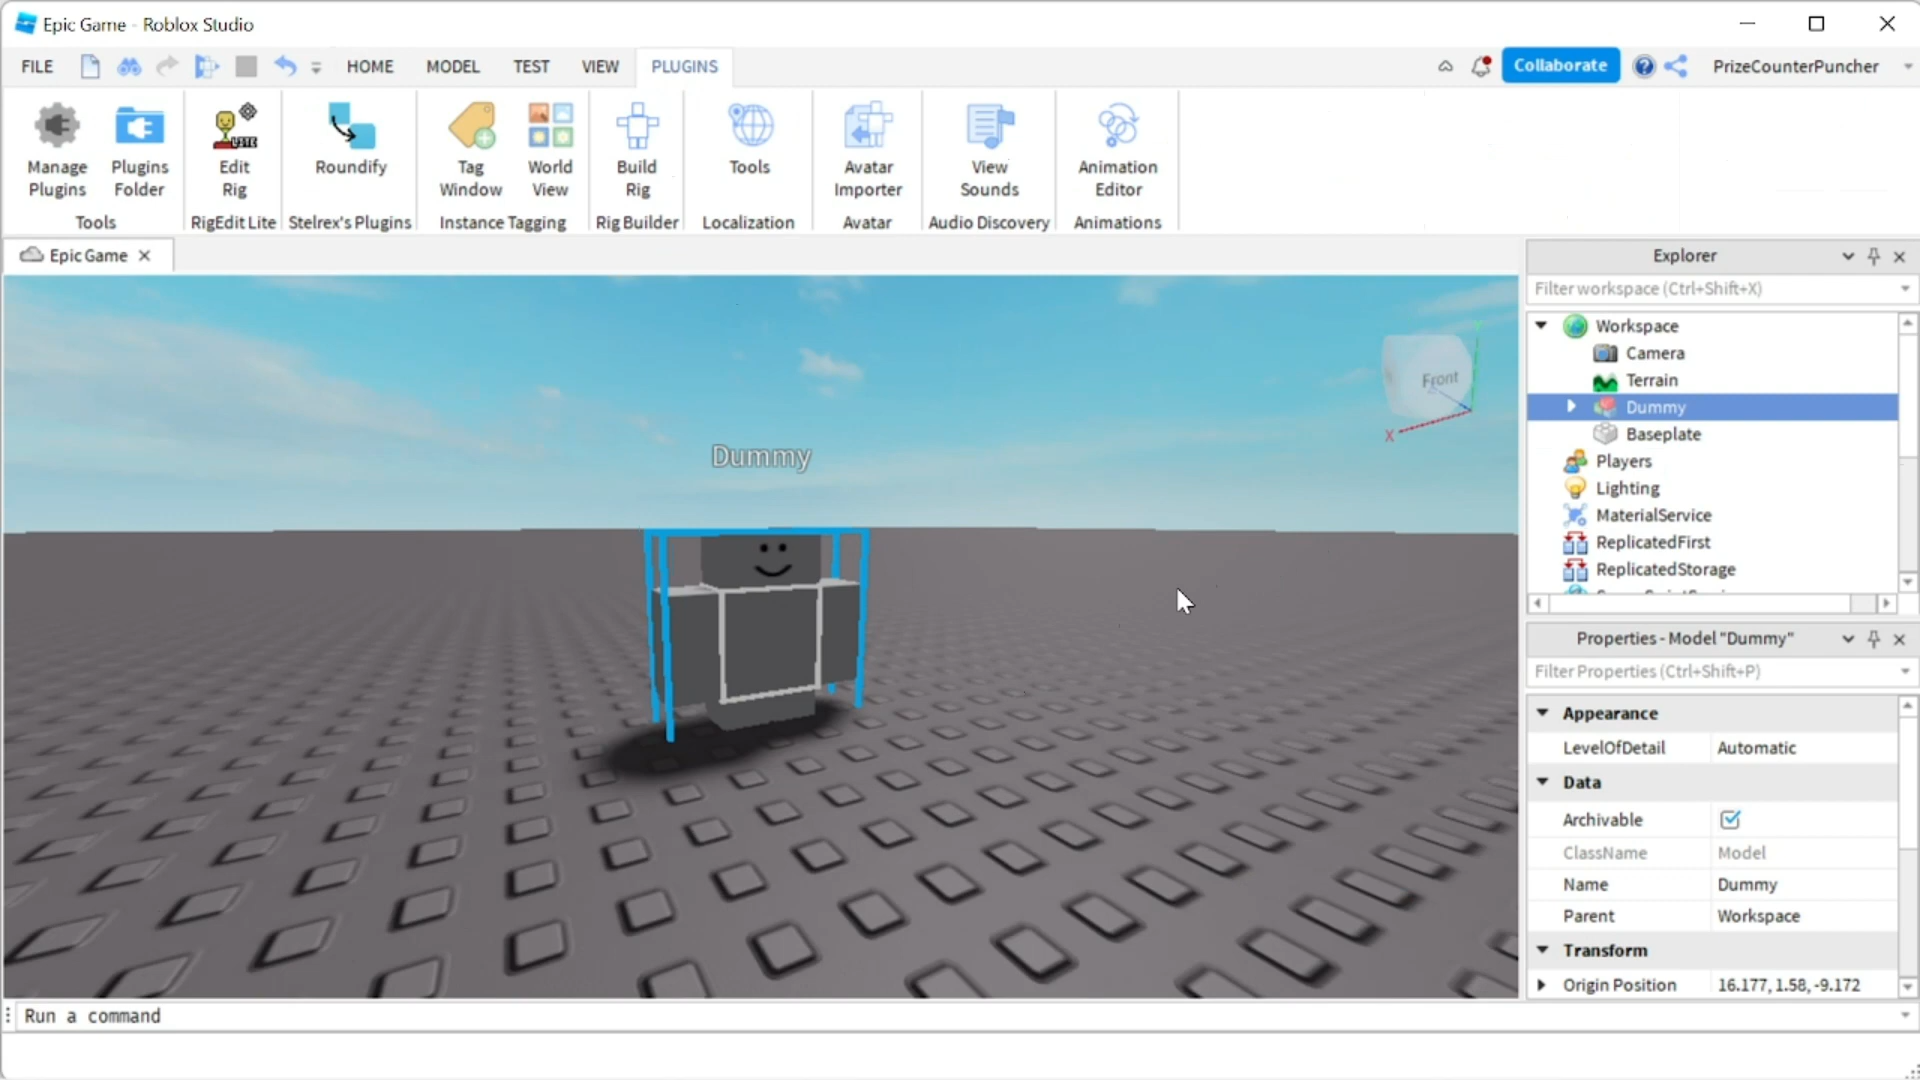 Epic Game - Roblox Studio
FILE HOME MODEL TEST VIEW PLUGINS Collaborate PrizeCounterPuncher
Manage Plugins
Plugins Folder
Edit Rig
Roundify
Tag Window
World View
Build Rig
Tools
Avatar Importer
View Sounds
Animation Editor
Tools RigEdit Lite Stelrex's Plugins Instance Tagging Rig Builder Localization Avatar Audio Discovery Animations
LITE
Epic Game
Dummy
Front
X
Explorer
Filter workspace (Ctrl+Shift+X)
Workspace
Camera
Terrain
Dummy
Baseplate
Players
Lighting
MaterialService
ReplicatedFirst
ReplicatedStorage
Properties - Model "Dummy"
Filter Properties (Ctrl+Shift+P)
Appearance
LevelOfDetail Automatic
Data
Archivable
ClassName Model
Name Dummy
Parent Workspace
Transform
Origin Position 16.177, 1.58, -9.172
Run a command